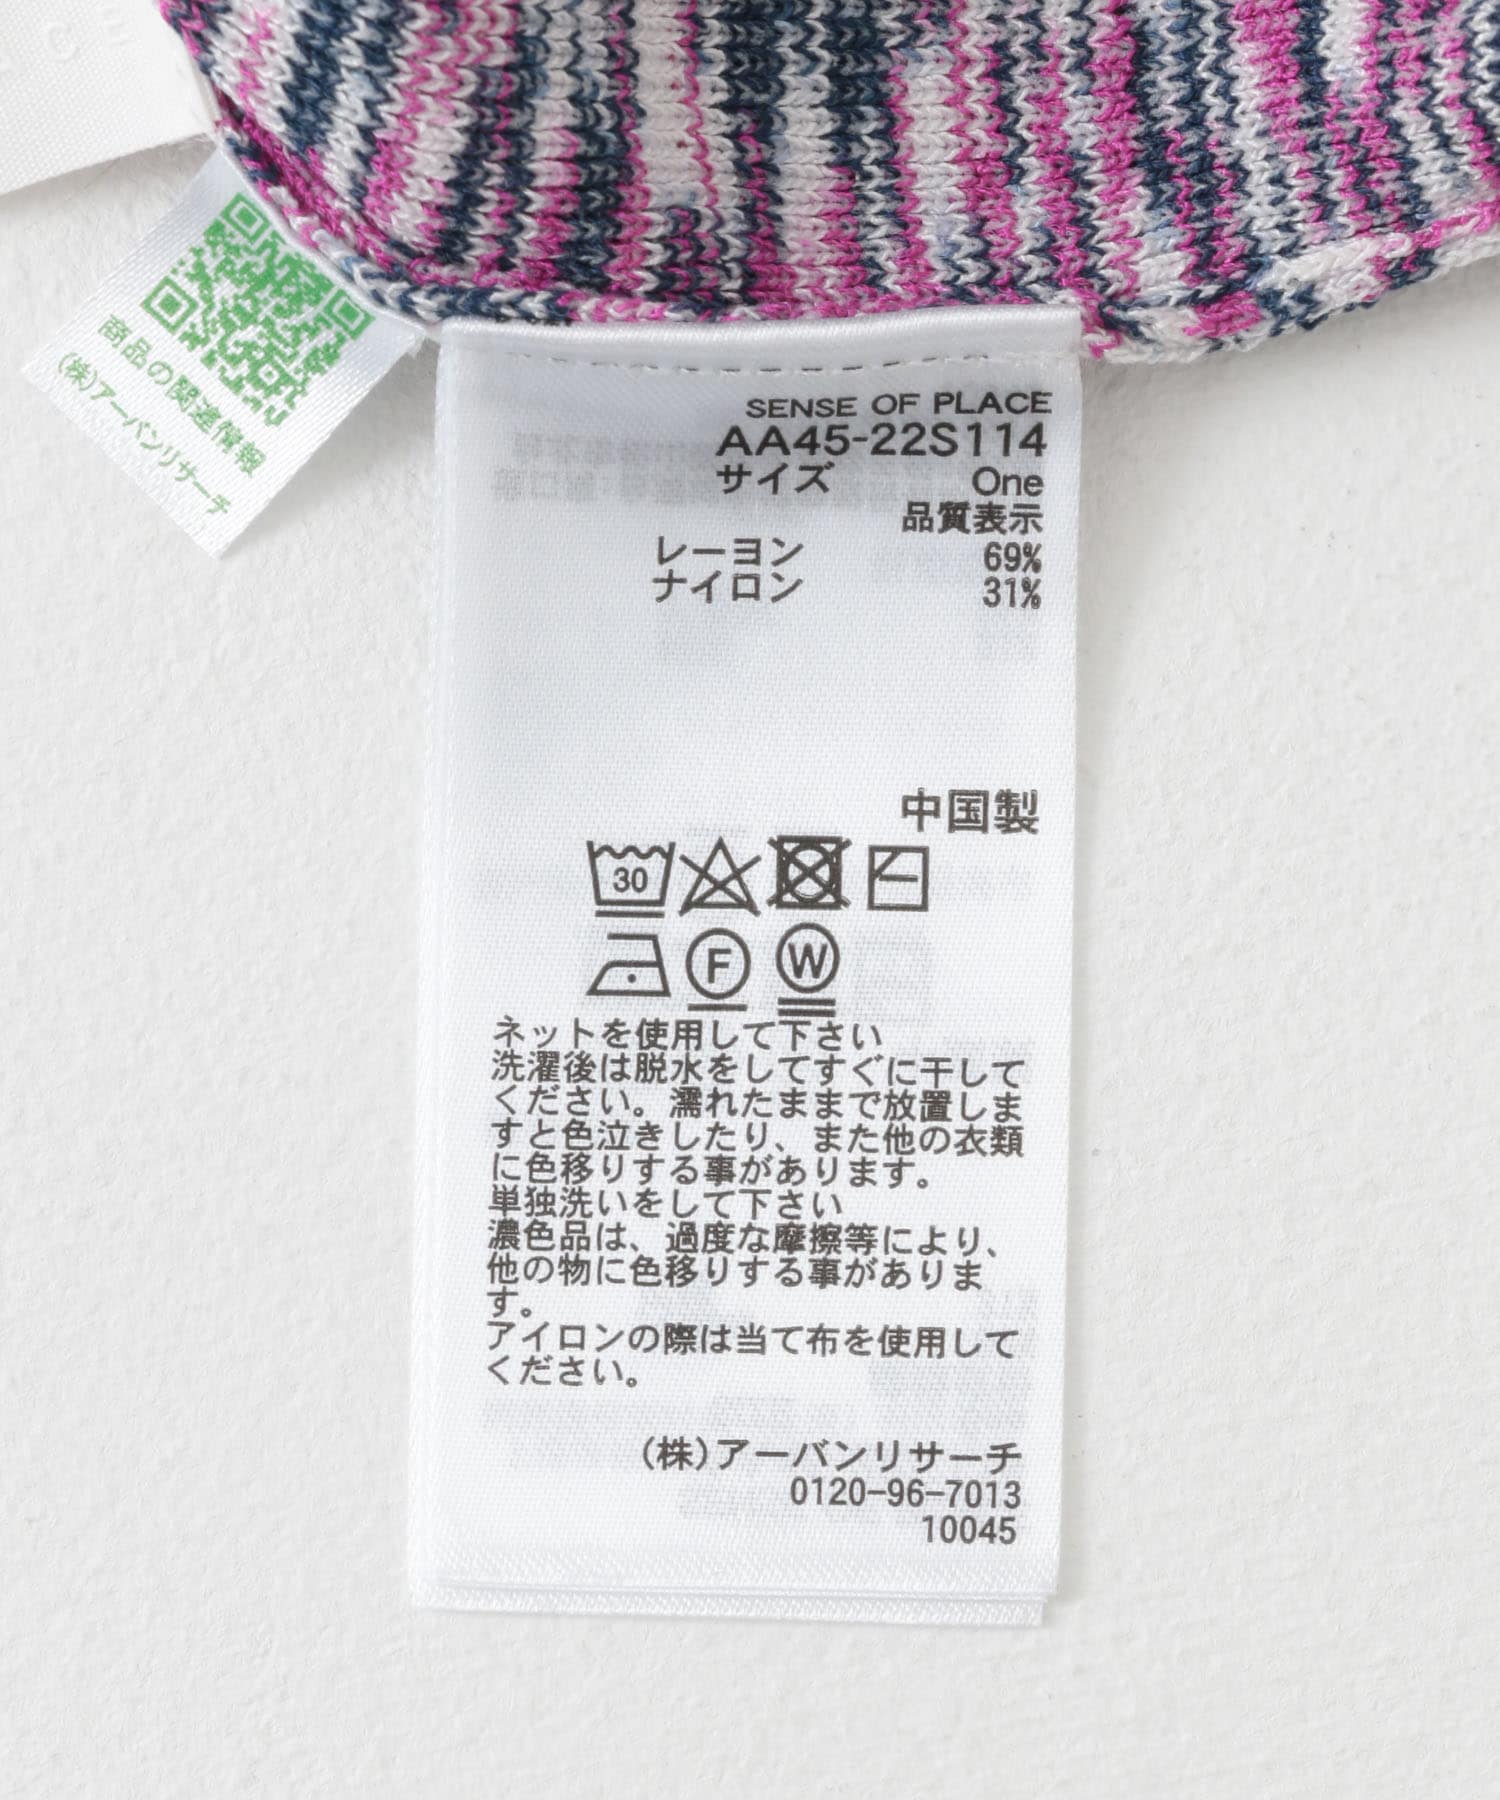 商品の関連情報
(株)アーバンリサーチ
SENSE OF PLACE
AA45-22S114
サイズ One
品質表示
レーヨン 69%
ナイロン 31%
中国製
30
F W
ネットを使用して下さい
洗濯後は脱水をしてすぐに干して
ください。濡れたままで放置しま
すと色泣きしたり、また他の衣類
に色移りする事があります。
単独洗いをして下さい
濃色品は、過度な摩擦等により、
他の物に色移りする事がありま
す。
アイロンの際は当て布を使用して
ください。
(株)アーバンリサーチ
0120-96-7013
10045